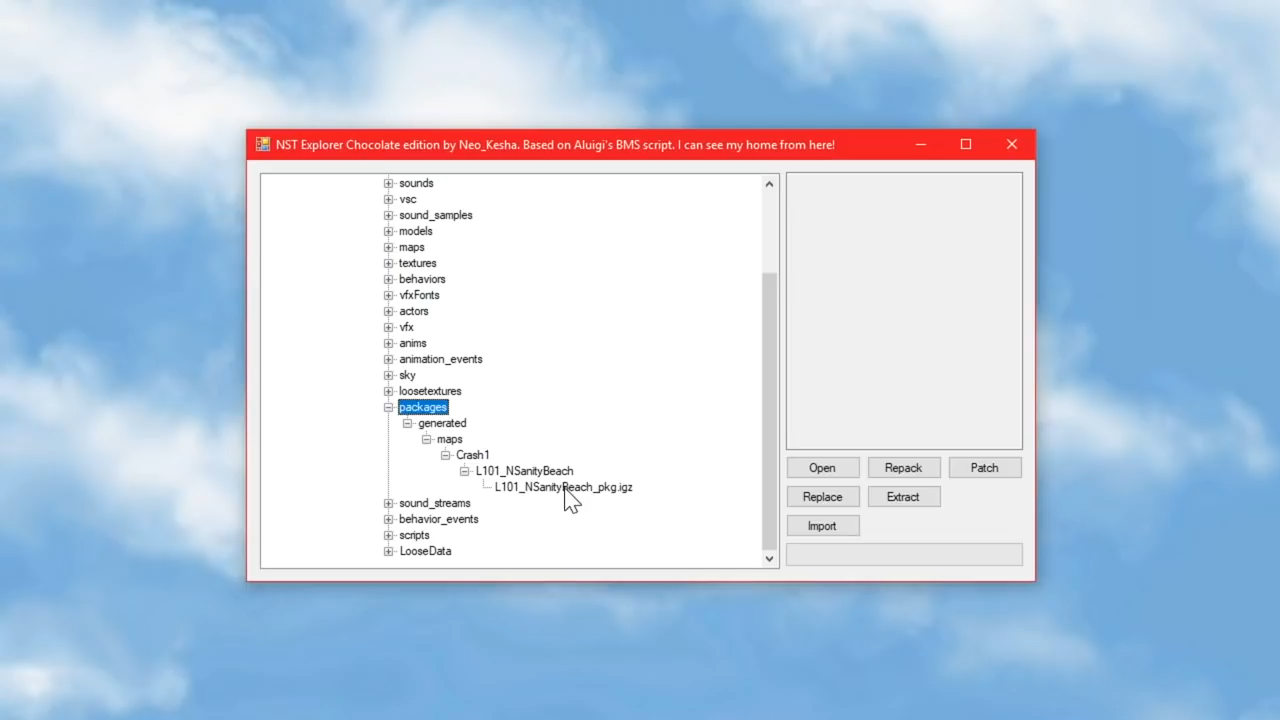 NST Explorer Chocolate edition by Neo_Kesha. Based on Aluigi's BMS script. I can see my home from here!
sounds
vsc
sound_samples
models
maps
textures
behaviors
vfxFonts
actors
vfx
anims
animation_events
sky
loosetextures
packages
generated
maps
Crash1
L101_NSanityBeach
L101_NSanityBeach_pkg.igz
sound_streams
behavior_events
scripts
LooseData
Open
Repack
Patch
Replace
Extract
Import